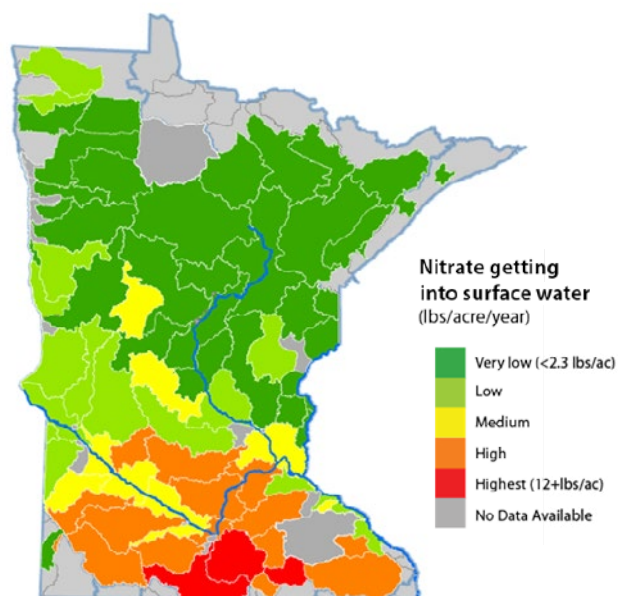 Nitrate getting
into surface water
(lbs/acre/year)
Very low (<2.3 lbs/ac)
Low
Medium
High
Highest (12+lbs/ac)
No Data Available